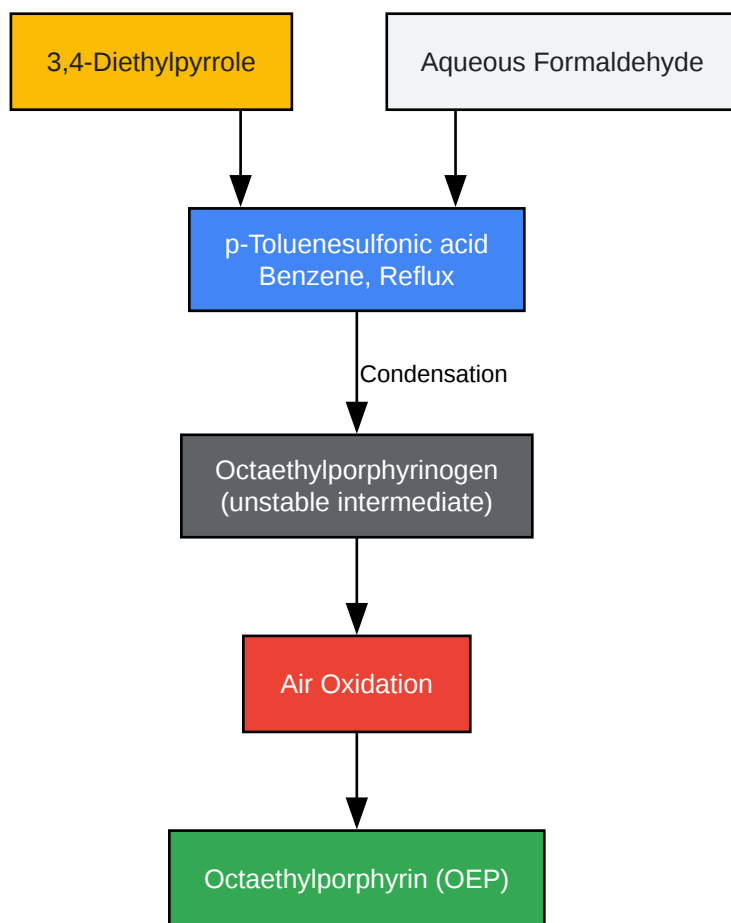 3,4-Diethylpyrrole
Aqueous Formaldehyde
p-Toluenesulfonic acid
Benzene, Reflux
Condensation
Octaethylporphyrinogen
(unstable intermediate)
Air Oxidation
Octaethylporphyrin (OEP)